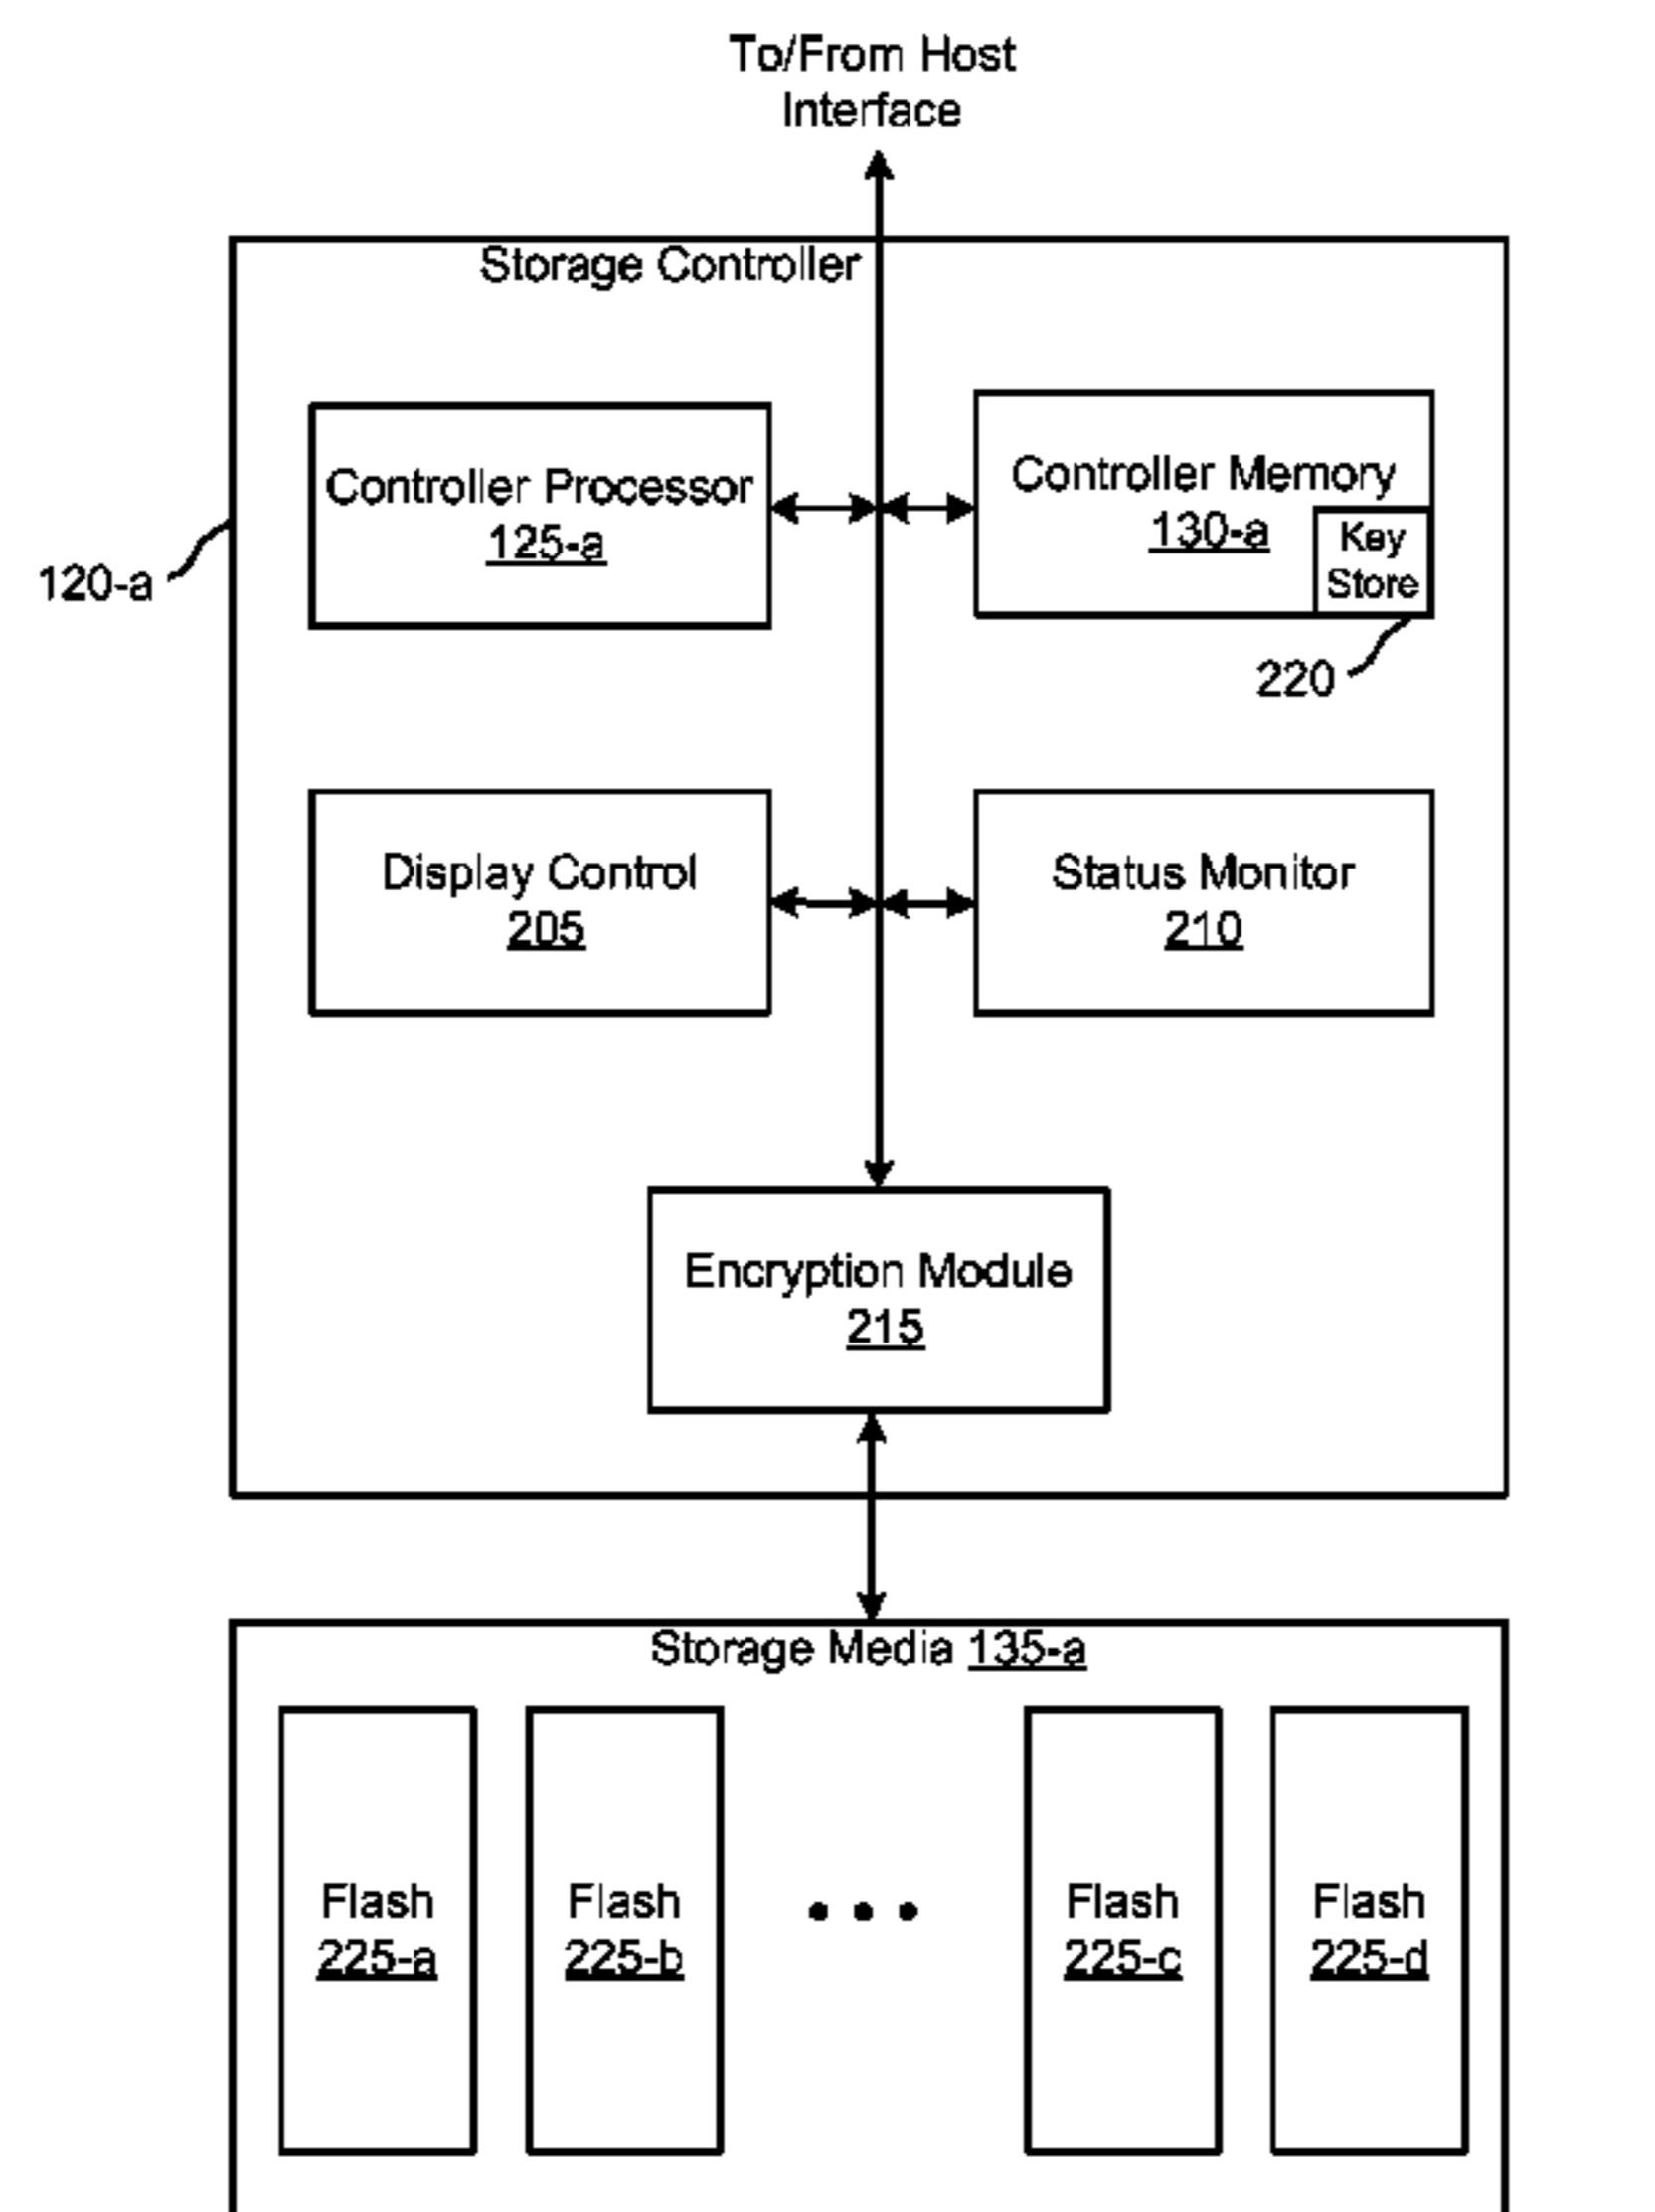 To/From Host
Interface
Storage Controller
Controller Processor
125-a
Controller Memory
130-a
Key
Store
120-a
220
Display Control
205
Status Monitor
210
Encryption Module
215
Storage Media 135-a
Flash
225-a
Flash
225-b
Flash
225-c
Flash
225-d